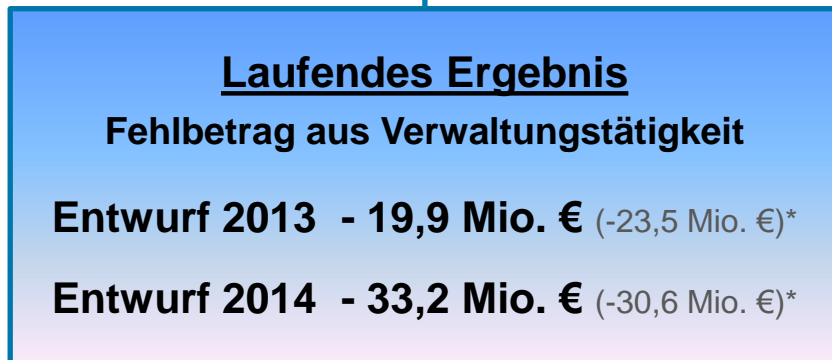 Laufendes Ergebnis
Fehlbetrag aus Verwaltungstätigkeit
Entwurf 2013 - 19,9 Mio. € (-23,5 Mio. €)*
Entwurf 2014 - 33,2 Mio. € (-30,6 Mio. €)*